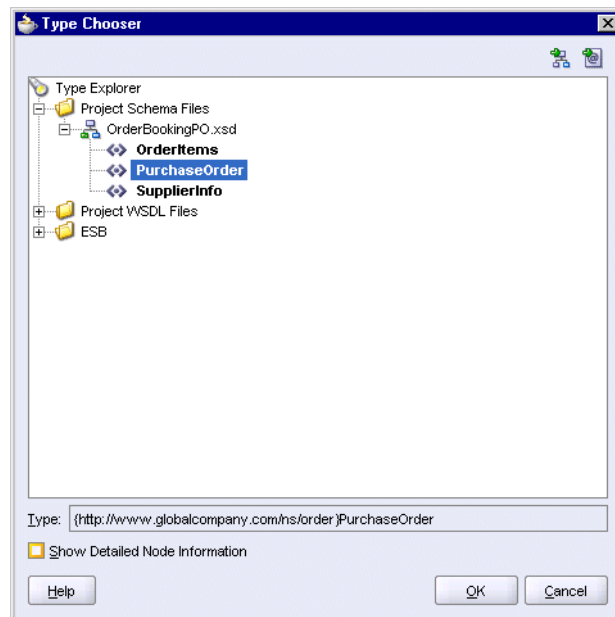 Type Chooser
Type Explorer
Project Schema Files
OrderBookingPO.xsd
OrderItems
PurchaseOrder
SupplierInfo
Project WSDL Files
ESB
Type: {http://www.globalcompany.com/ns/order}PurchaseOrder
Show Detailed Node Information
Help OK Cancel